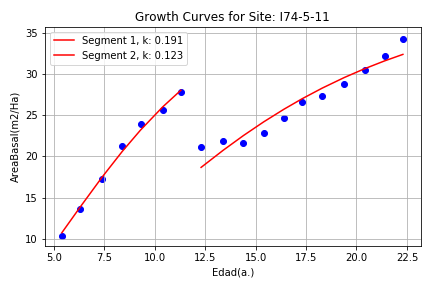 Growth Curves for Site: I74-5-11
Segment 1, k: 0.191
Segment 2, k: 0.123
AreaBasal(m2/Ha)
35
30
25
20
15
10
5.0 7.5 10.0 12.5 15.0 17.5 20.0 22.5
Edad(a.)